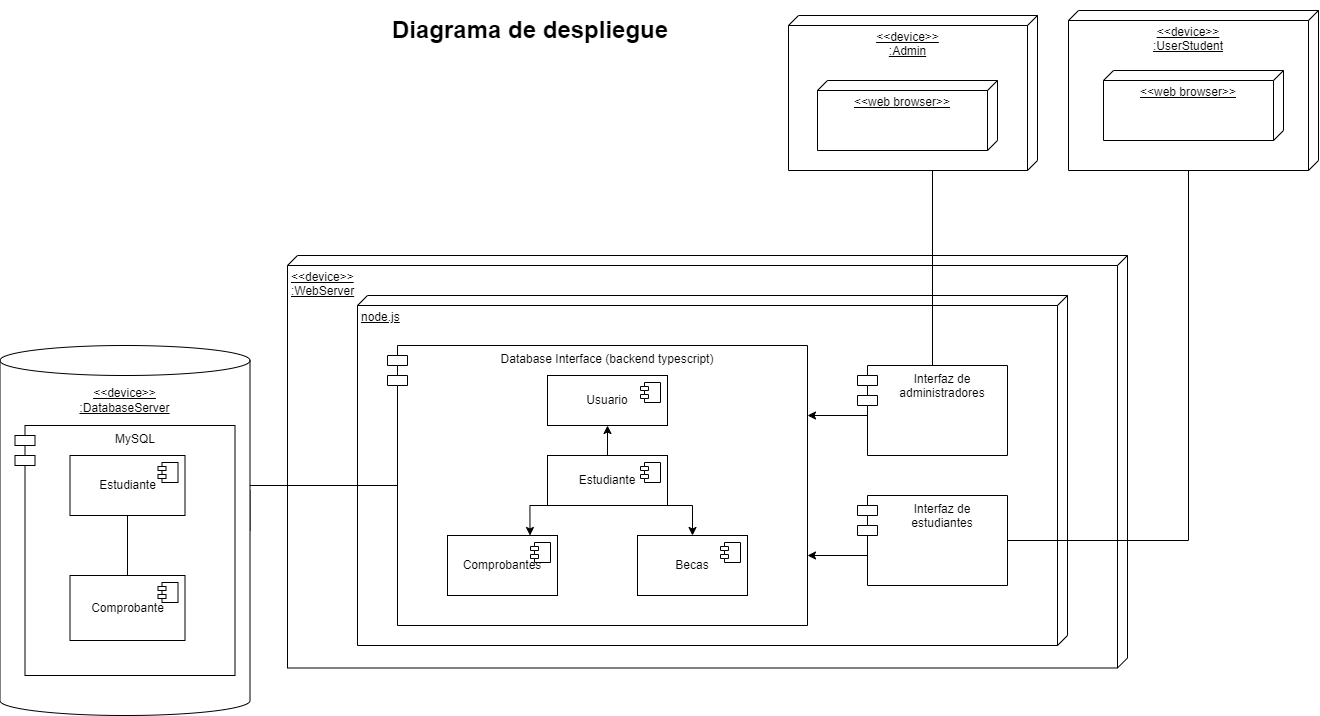 Diagrama de despliegue
<<device>>
:Admin
<<web browser>>
<<device>>
:UserStudent
<<web browser>>
<<device>>
:WebServer
node.js
Database Interface (backend typescript)
Usuario
Estudiante
Comprobantes
Becas
Interfaz de
administradores
Interfaz de
estudiantes
<<device>>
:DatabaseServer
MySQL
Estudiante
Comprobante